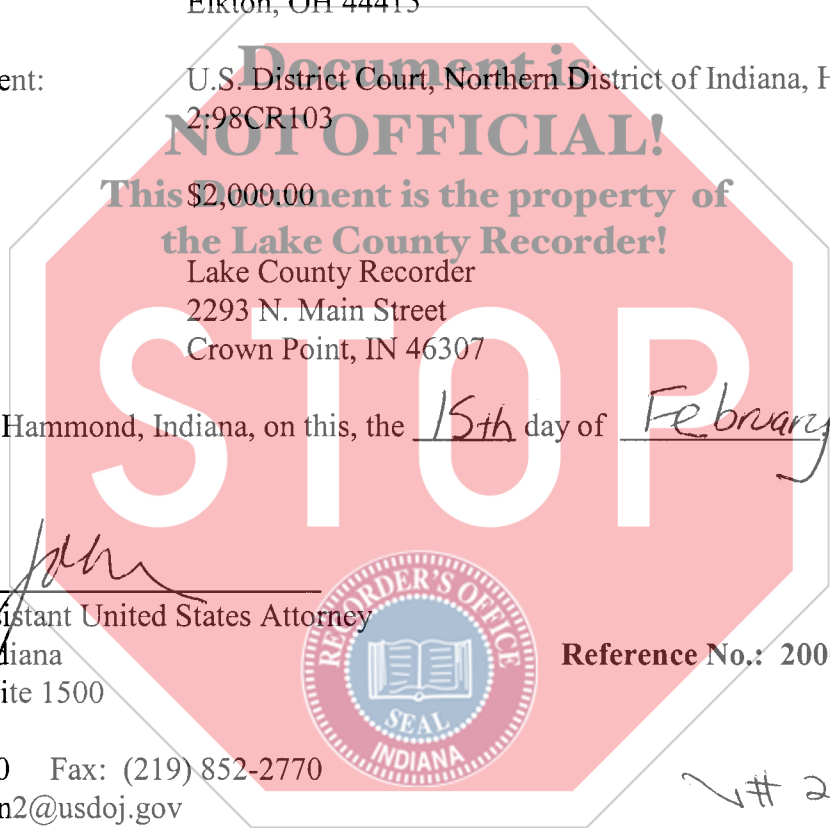 Elkton, OH 44415
ent: U.S. District Court, Northern District of Indiana, H
Document is
2:98CR103
NOT OFFICIAL!
$2,000.00
This Document is the property of
the Lake County Recorder!
Lake County Recorder
2293 N. Main Street
Crown Point, IN 46307
STOP
Hammond, Indiana, on this, the 15th day of February
RECORDER'S OFFICE
SEAL
INDIANA
istant United States Attorney
diana Reference No.: 200
ite 1500
0 Fax: (219) 852-2770
n2@usdoj.gov
V# 2